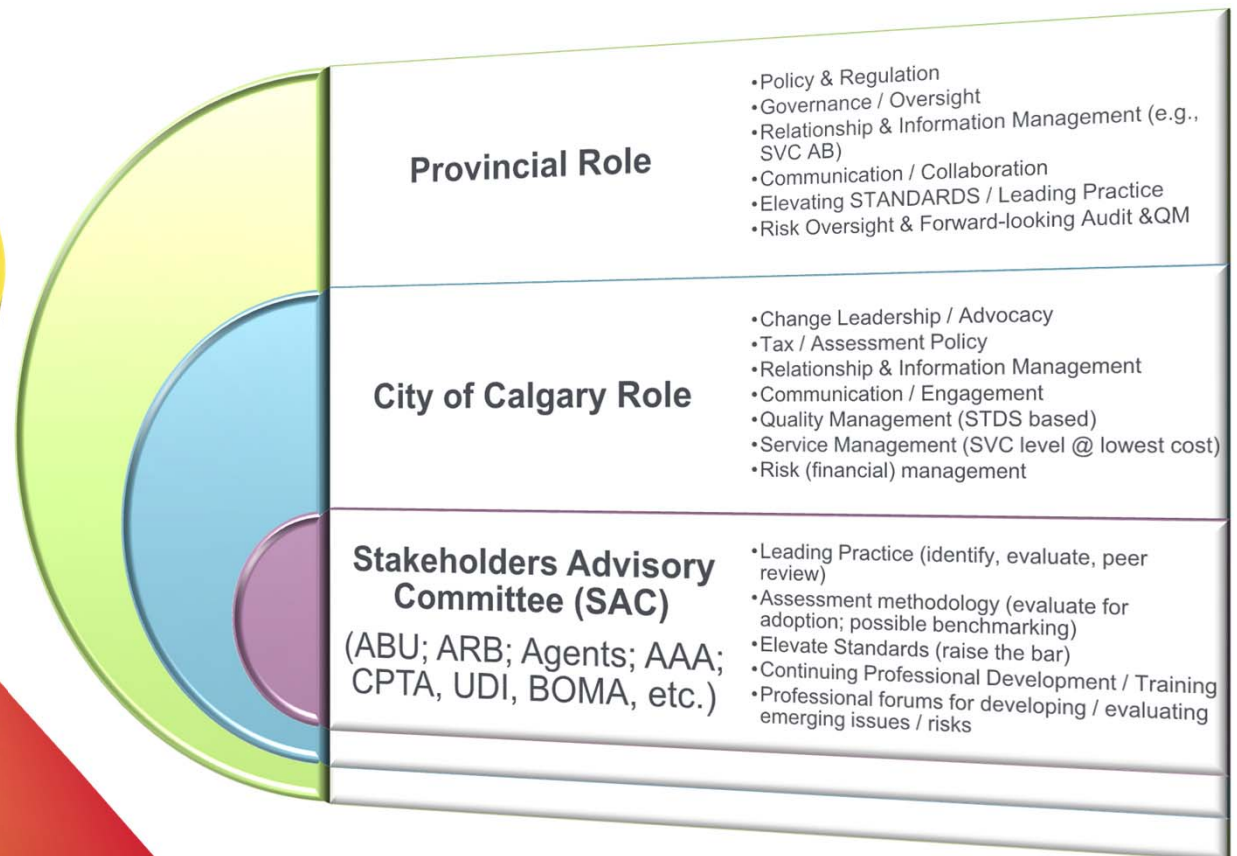 Provincial Role
•Policy & Regulation
•Governance / Oversight
•Relationship & Information Management (e.g.,
SVC AB)
•Communication / Collaboration
•Elevating STANDARDS / Leading Practice
•Risk Oversight & Forward-looking Audit &QM
City of Calgary Role
•Change Leadership / Advocacy
•Tax / Assessment Policy
•Relationship & Information Management
•Communication / Engagement
•Quality Management (STDS based)
•Service Management (SVC level @ lowest cost)
•Risk (financial) management
Stakeholders Advisory
Committee (SAC)
(ABU; ARB; Agents; AAA;
CPTA, UDI, BOMA, etc.)
•Leading Practice (identify, evaluate, peer
review)
•Assessment methodology (evaluate for
adoption; possible benchmarking)
•Elevate Standards (raise the bar)
•Continuing Professional Development / Training
•Professional forums for developing / evaluating
emerging issues / risks